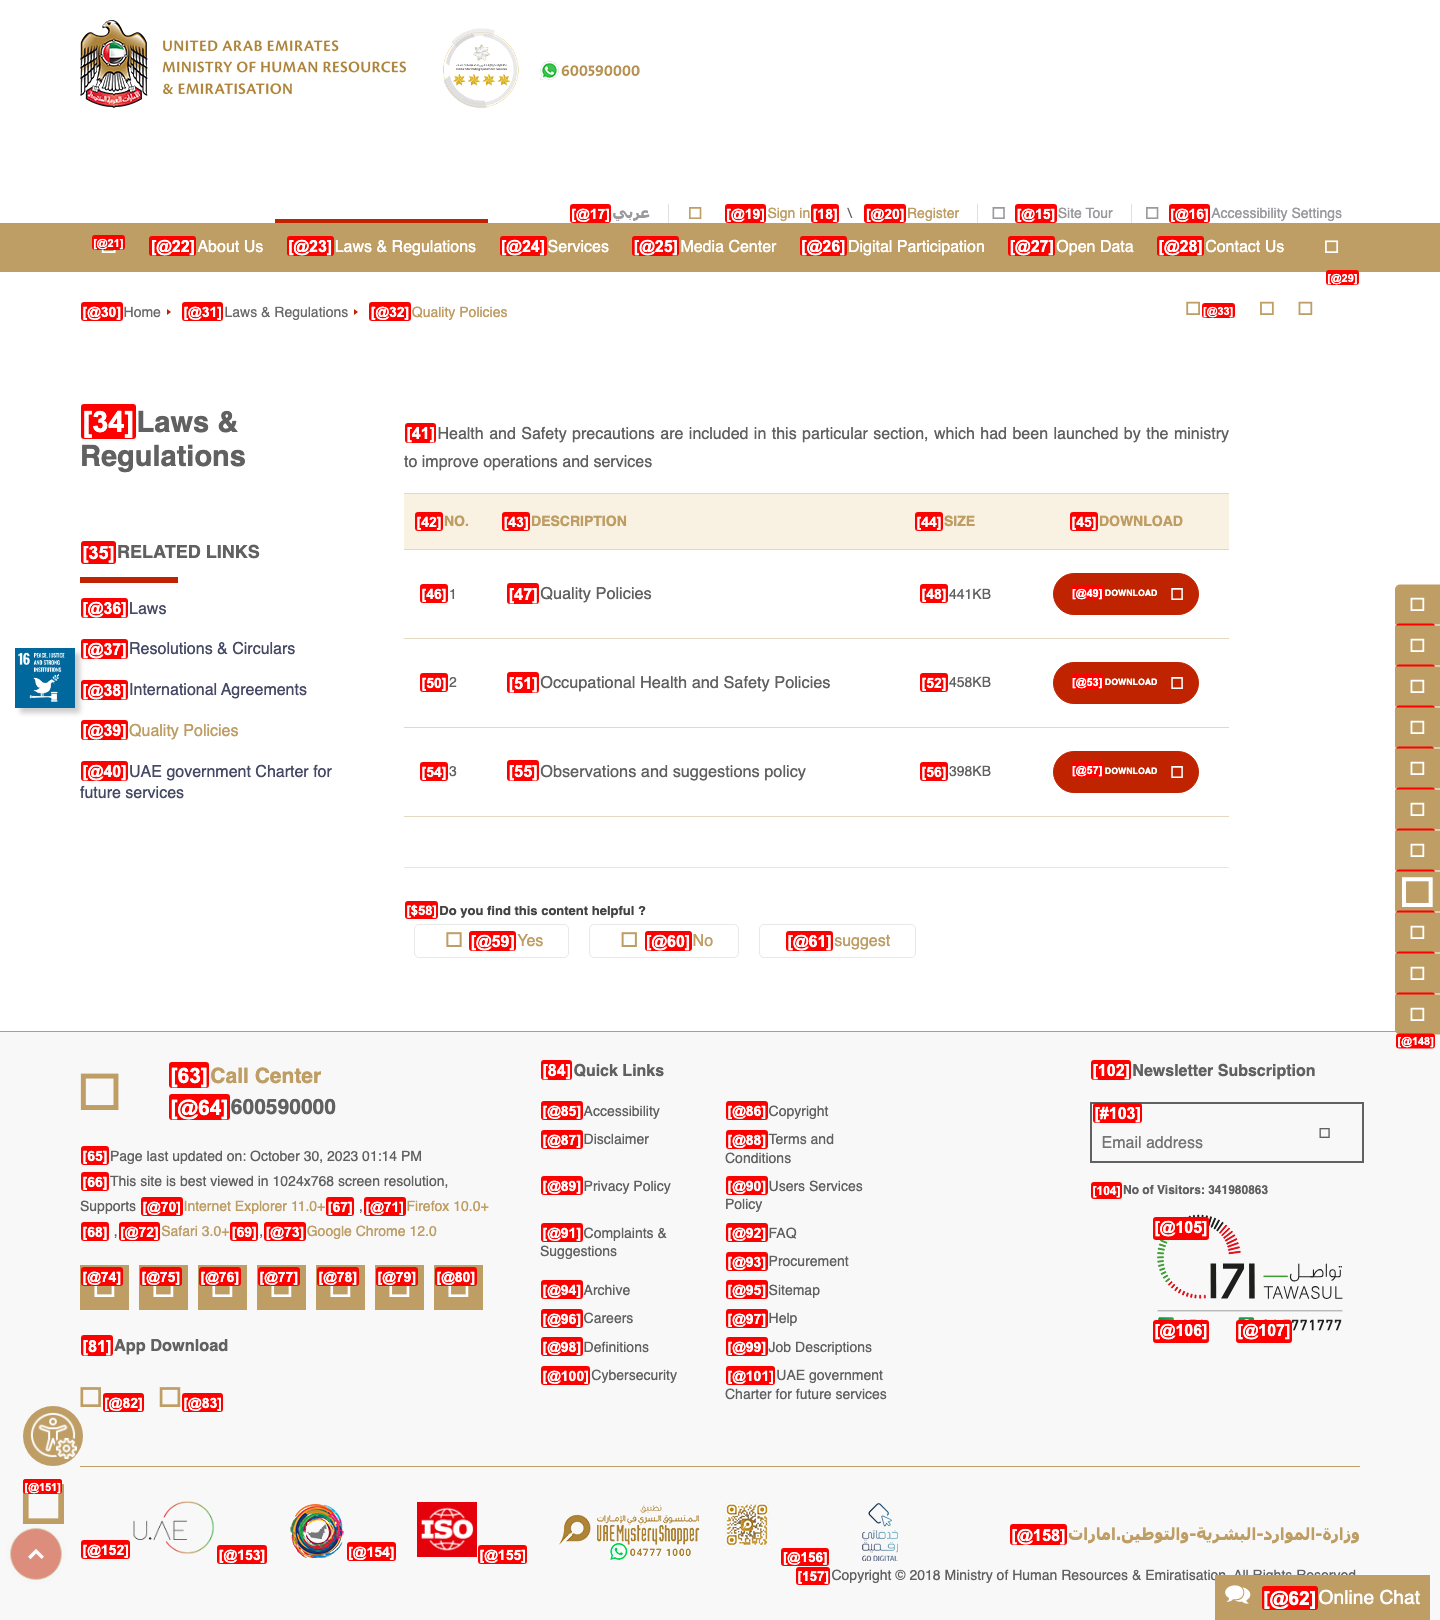 UNITED ARAB EMIRATES
MINISTRY OF HUMAN RESOURCES
& EMIRATISATION
600590000
[@17] عربي [@19] Sign in [18] \ [@20] Register [@15] Site Tour [@16] Accessibility Settings
[@21] [@22] About Us [@23] Laws & Regulations [@24] Services [@25] Media Center [@26] Digital Participation [@27] Open Data [@28] Contact Us
[@29]
[@30] Home [@31] Laws & Regulations [@32] Quality Policies [@33]
[34] Laws &
Regulations
[41] Health and Safety precautions are included in this particular section, which had been launched by the ministry
to improve operations and services
[42] NO. [43] DESCRIPTION [44] SIZE [45] DOWNLOAD
[46] 1 [47] Quality Policies [48] 441KB [@49] DOWNLOAD
[50] 2 [51] Occupational Health and Safety Policies [52] 458KB [@53] DOWNLOAD
[54] 3 [55] Observations and suggestions policy [56] 398KB [@57] DOWNLOAD
[35] RELATED LINKS
[@36] Laws
[@37] Resolutions & Circulars
[@38] International Agreements
[@39] Quality Policies
[@40] UAE government Charter for
future services
16 PEACE, JUSTICE
AND STRONG
INSTITUTIONS
[$58] Do you find this content helpful ?
[@59] Yes [@60] No [@61] suggest
[@148]
[63] Call Center
[@64] 600590000
[65] Page last updated on: October 30, 2023 01:14 PM
[66] This site is best viewed in 1024x768 screen resolution,
Supports [@70] Internet Explorer 11.0+ [67] , [@71] Firefox 10.0+
[68] , [@72] Safari 3.0+ [69] , [@73] Google Chrome 12.0
[@74] [@75] [@76] [@77] [@78] [@79] [@80]
[81] App Download
[@82] [@83]
[84] Quick Links
[@85] Accessibility [@86] Copyright
[@87] Disclaimer [@88] Terms and
Conditions
[@89] Privacy Policy [@90] Users Services
Policy
[@91] Complaints &
Suggestions
[@92] FAQ
[@93] Procurement
[@94] Archive [@95] Sitemap
[@96] Careers [@97] Help
[@98] Definitions [@99] Job Descriptions
[@100] Cybersecurity [@101] UAE government
Charter for future services
[102] Newsletter Subscription
[#103]
Email address
[104] No of Visitors: 341980863
[@105]
171 تواصل
TAWASUL
[@106] [@107] 771777
[@151]
[@152] U.AE [@153] [@154] ISO [@155]
تطبيق
المتسوق السري في الإمارات
UAE Mystery Shopper
04777 1000
[@156]
خدماتي
رقمية
GO DIGITAL
[@158] وزارة-الموارد-البشرية-والتوطين.امارات
[157] Copyright © 2018 Ministry of Human Resources & Emiratisation, All Rights Reserved
[@62] Online Chat